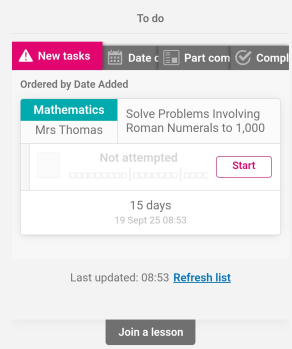 To do
New tasks
Date c
Part com
Compl
Ordered by Date Added
Mathematics
Mrs Thomas
Solve Problems Involving
Roman Numerals to 1,000
Not attempted
Start
15 days
19 Sept 25 08:53
Last updated: 08:53 Refresh list
Join a lesson